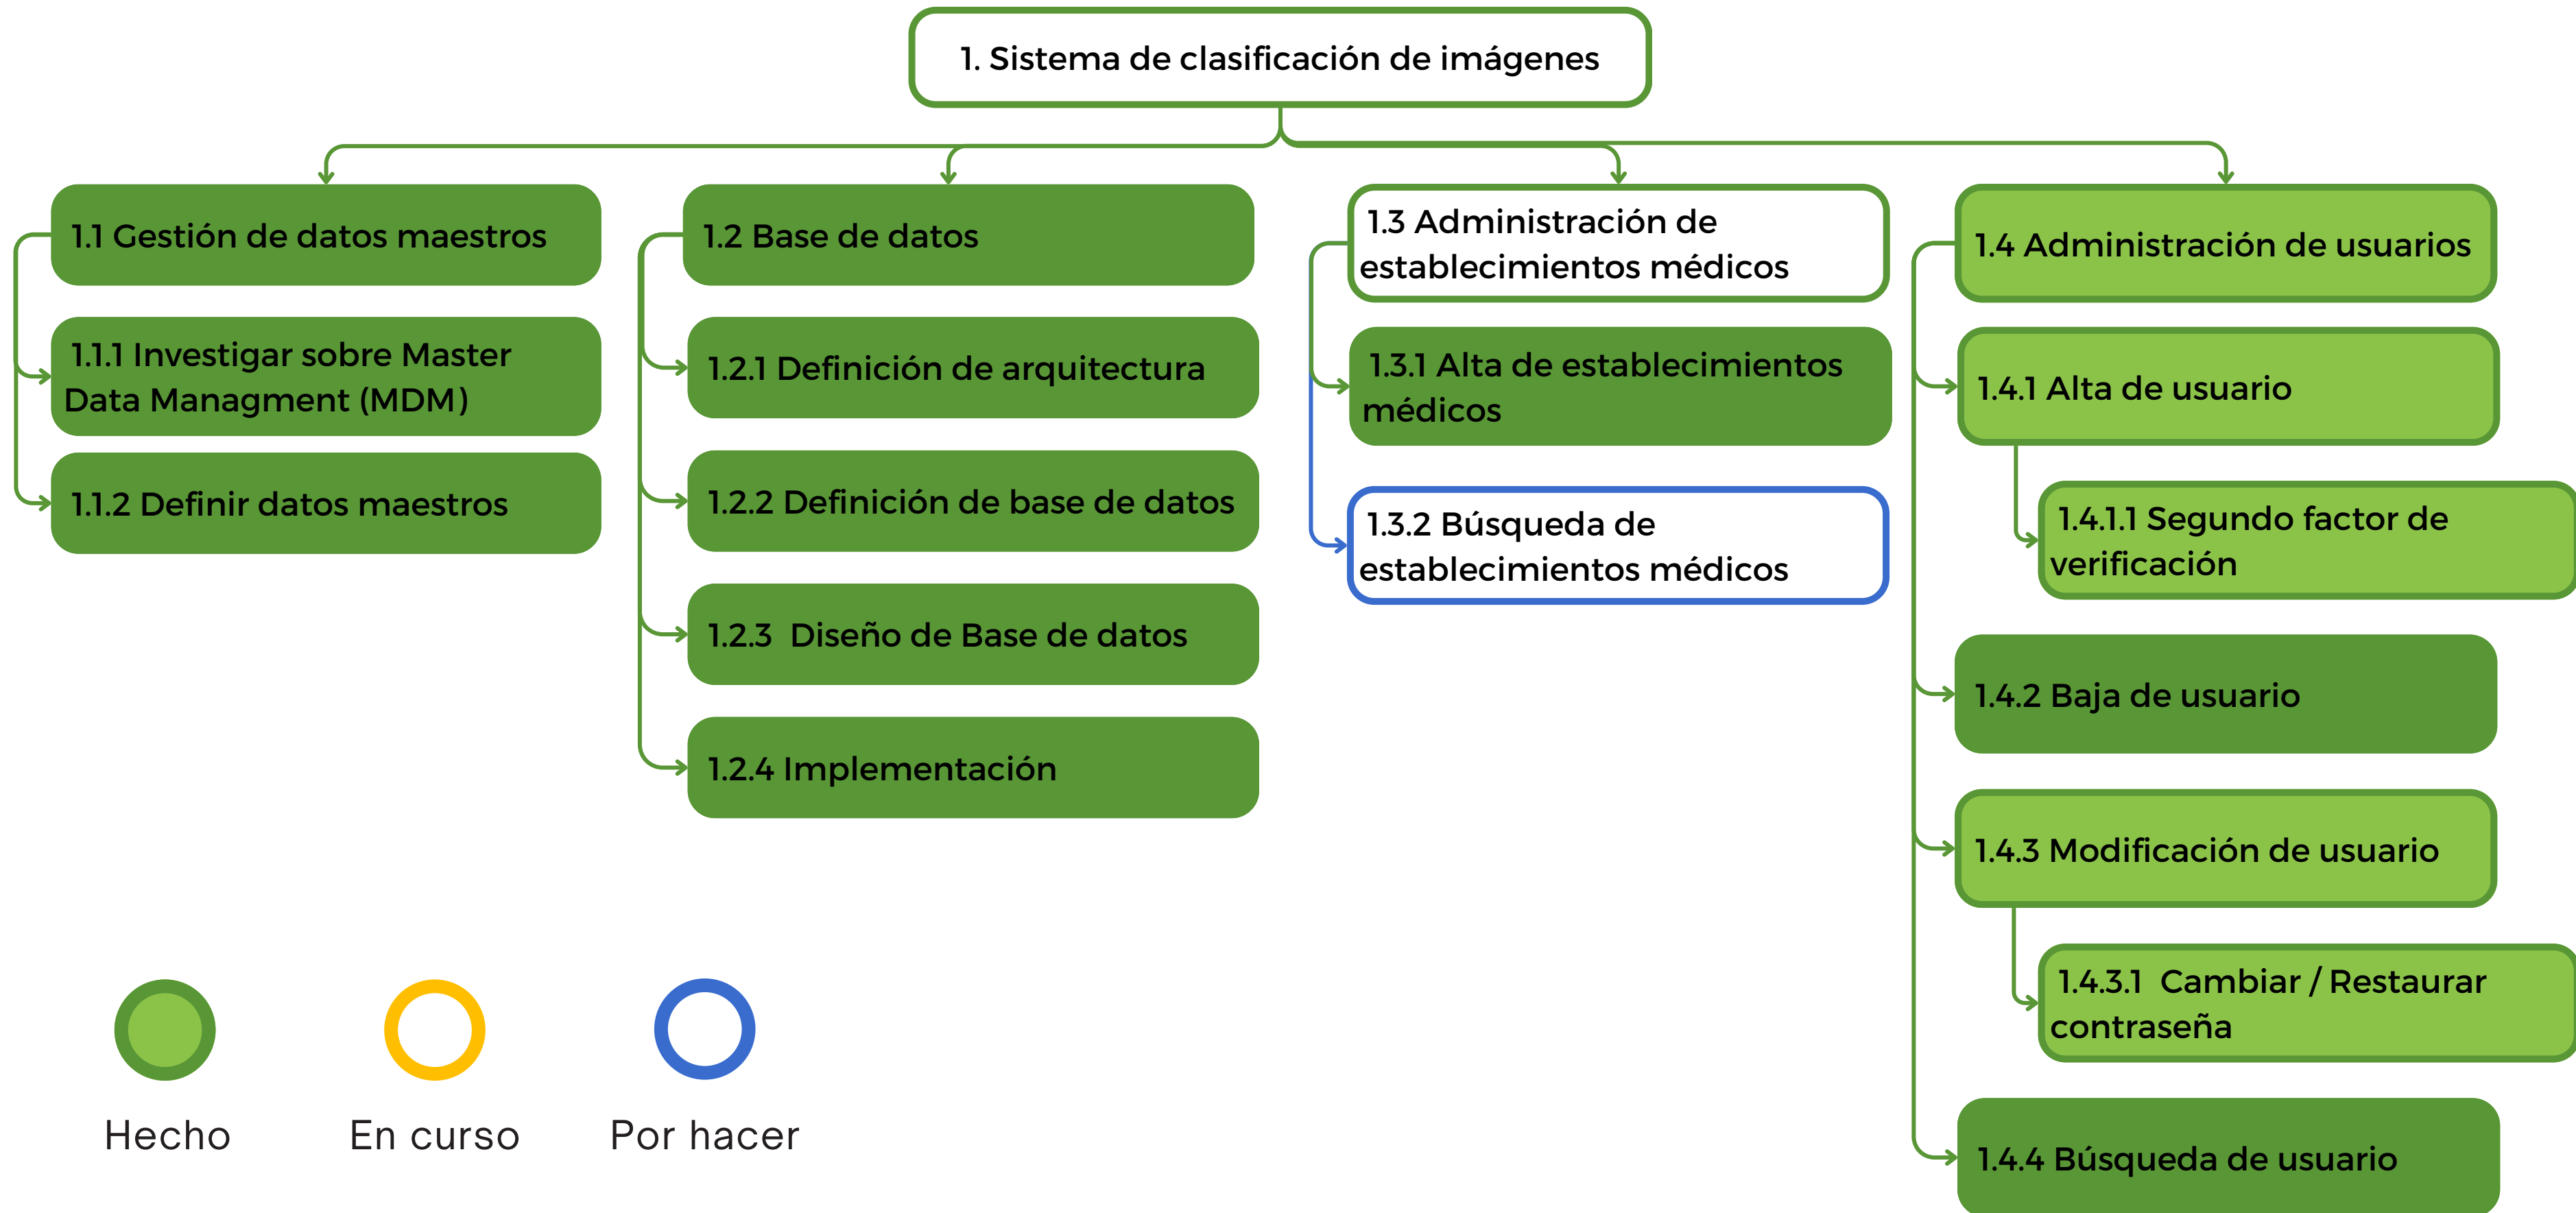 1. Sistema de clasificación de imágenes
1.1 Gestión de datos maestros
1.1.1 Investigar sobre Master
Data Managment (MDM)
1.1.2 Definir datos maestros
1.2 Base de datos
1.2.1 Definición de arquitectura
1.2.2 Definición de base de datos
1.2.3 Diseño de Base de datos
1.2.4 Implementación
1.3 Administración de
establecimientos médicos
1.3.1 Alta de establecimientos
médicos
1.3.2 Búsqueda de
establecimientos médicos
1.4 Administración de usuarios
1.4.1 Alta de usuario
1.4.1.1 Segundo factor de
verificación
1.4.2 Baja de usuario
1.4.3 Modificación de usuario
1.4.3.1 Cambiar / Restaurar
contraseña
1.4.4 Búsqueda de usuario
Hecho
En curso
Por hacer